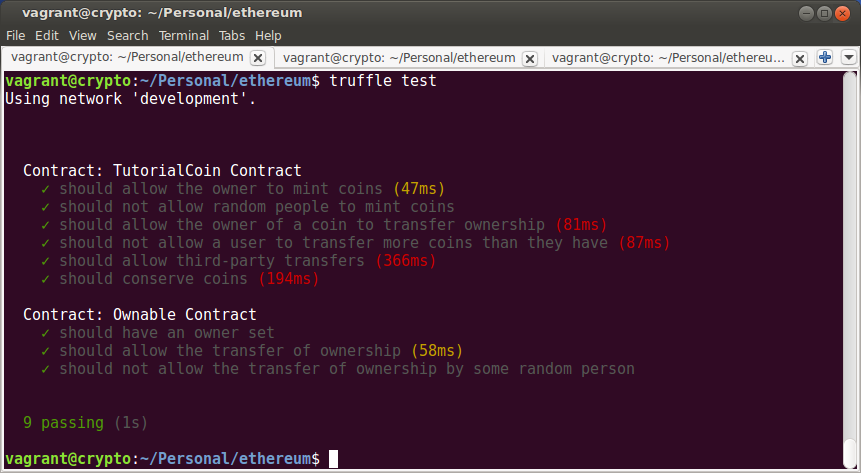 vagrant@crypto: ~/Personal/ethereum
File Edit View Search Terminal Tabs Help
vagrant@crypto: ~/Personal/ethereum vagrant@crypto: ~/Personal/ethereum vagrant@crypto: ~/Personal/ethereu...
vagrant@crypto:~/Personal/ethereum$ truffle test
Using network 'development'.
Contract: TutorialCoin Contract
✓ should allow the owner to mint coins (47ms)
✓ should not allow random people to mint coins
✓ should allow the owner of a coin to transfer ownership (81ms)
✓ should not allow a user to transfer more coins than they have (87ms)
✓ should allow third-party transfers (366ms)
✓ should conserve coins (194ms)
Contract: Ownable Contract
✓ should have an owner set
✓ should allow the transfer of ownership (58ms)
✓ should not allow the transfer of ownership by some random person
9 passing (1s)
vagrant@crypto:~/Personal/ethereum$